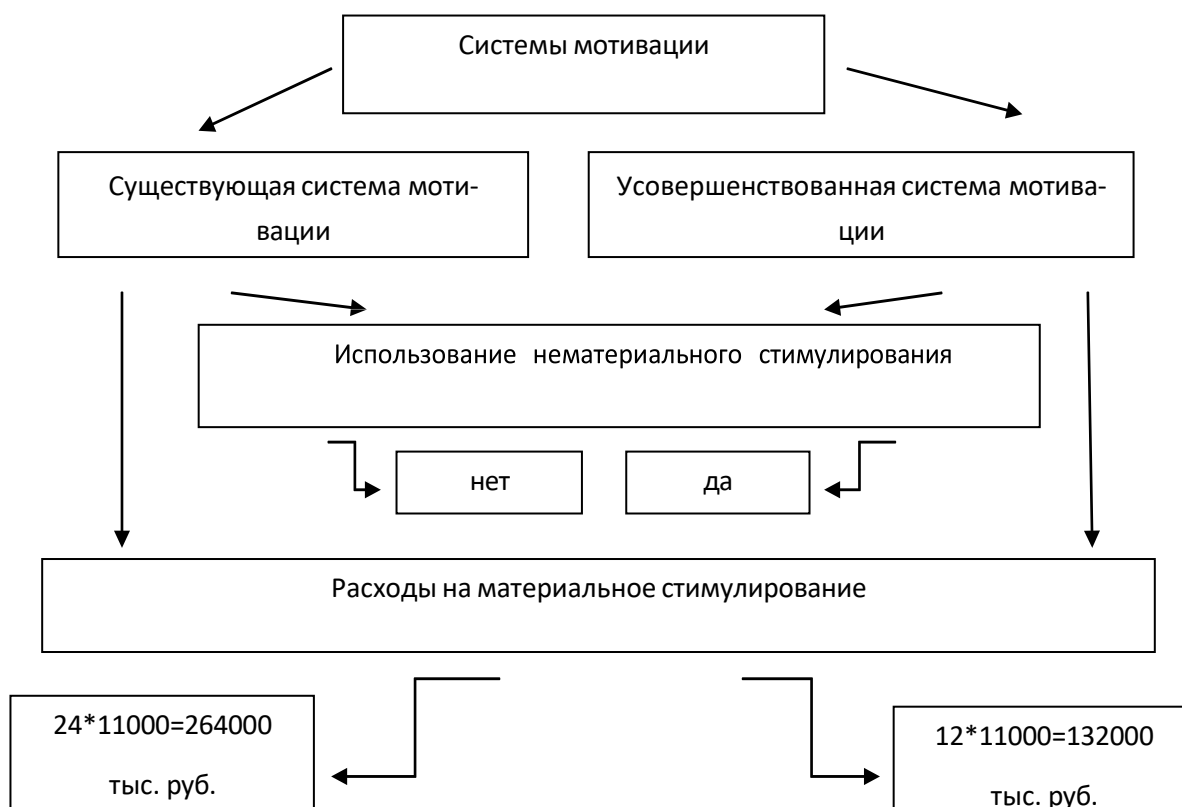 Системы мотивации
Существующая система моти-
вации
Усовершенствованная система мотива-
ции
Использование нематериального стимулирования
нет
да
Расходы на материальное стимулирование
24*11000=264000
тыс. руб.
12*11000=132000
тыс. руб.